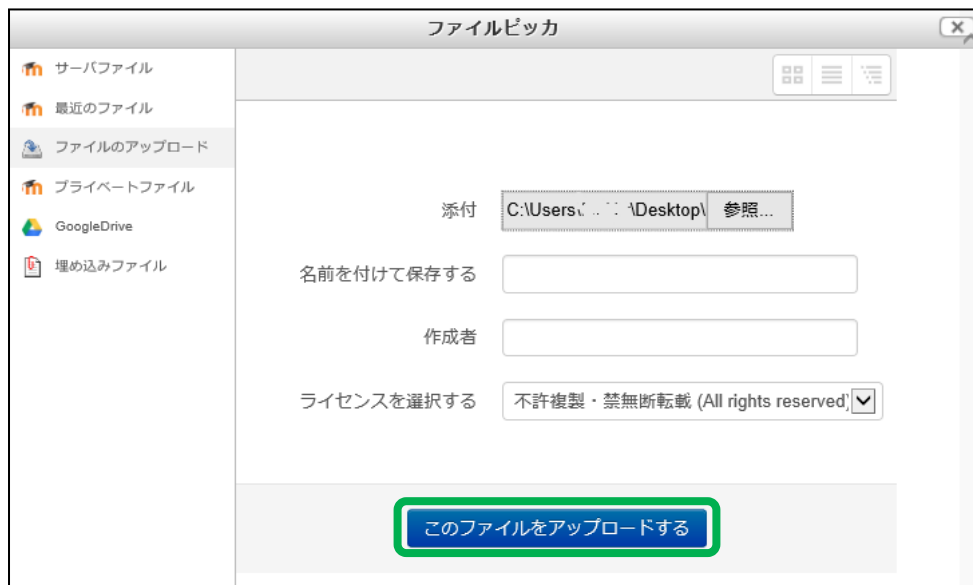 ファイルピッカ
サーバファイル
最近のファイル
ファイルのアップロード
プライベートファイル
GoogleDrive
埋め込みファイル
添付 C:\Users\ \Desktop\ 参照...
名前を付けて保存する
作成者
ライセンスを選択する 不許複製・禁無断転載 (All rights reserved)
このファイルをアップロードする